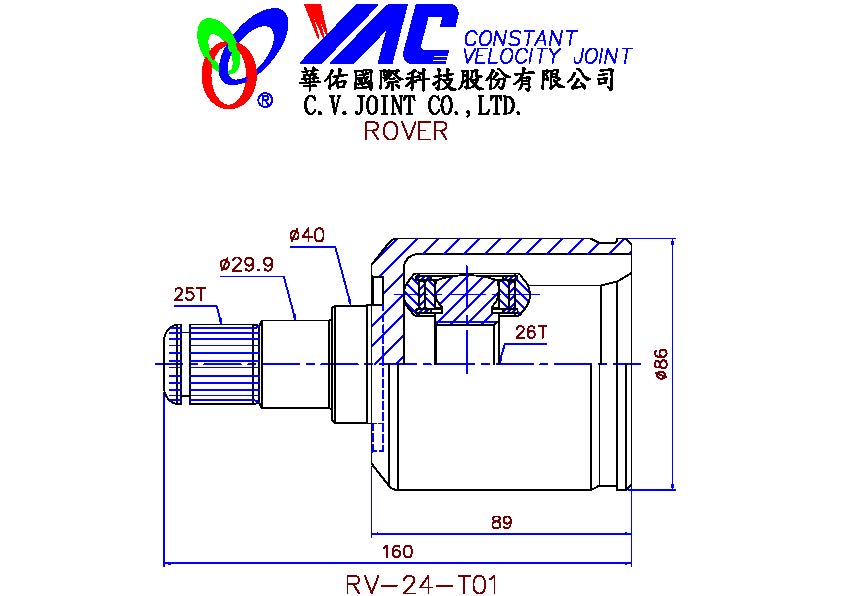 YAC CONSTANT
VELOCITY JOINT
®
華佑國際科技股份有限公司
C.V.JOINT CO.,LTD.
ROVER
ø40
ø29.9
25T
26T
ø86
89
160
RV-24-T01